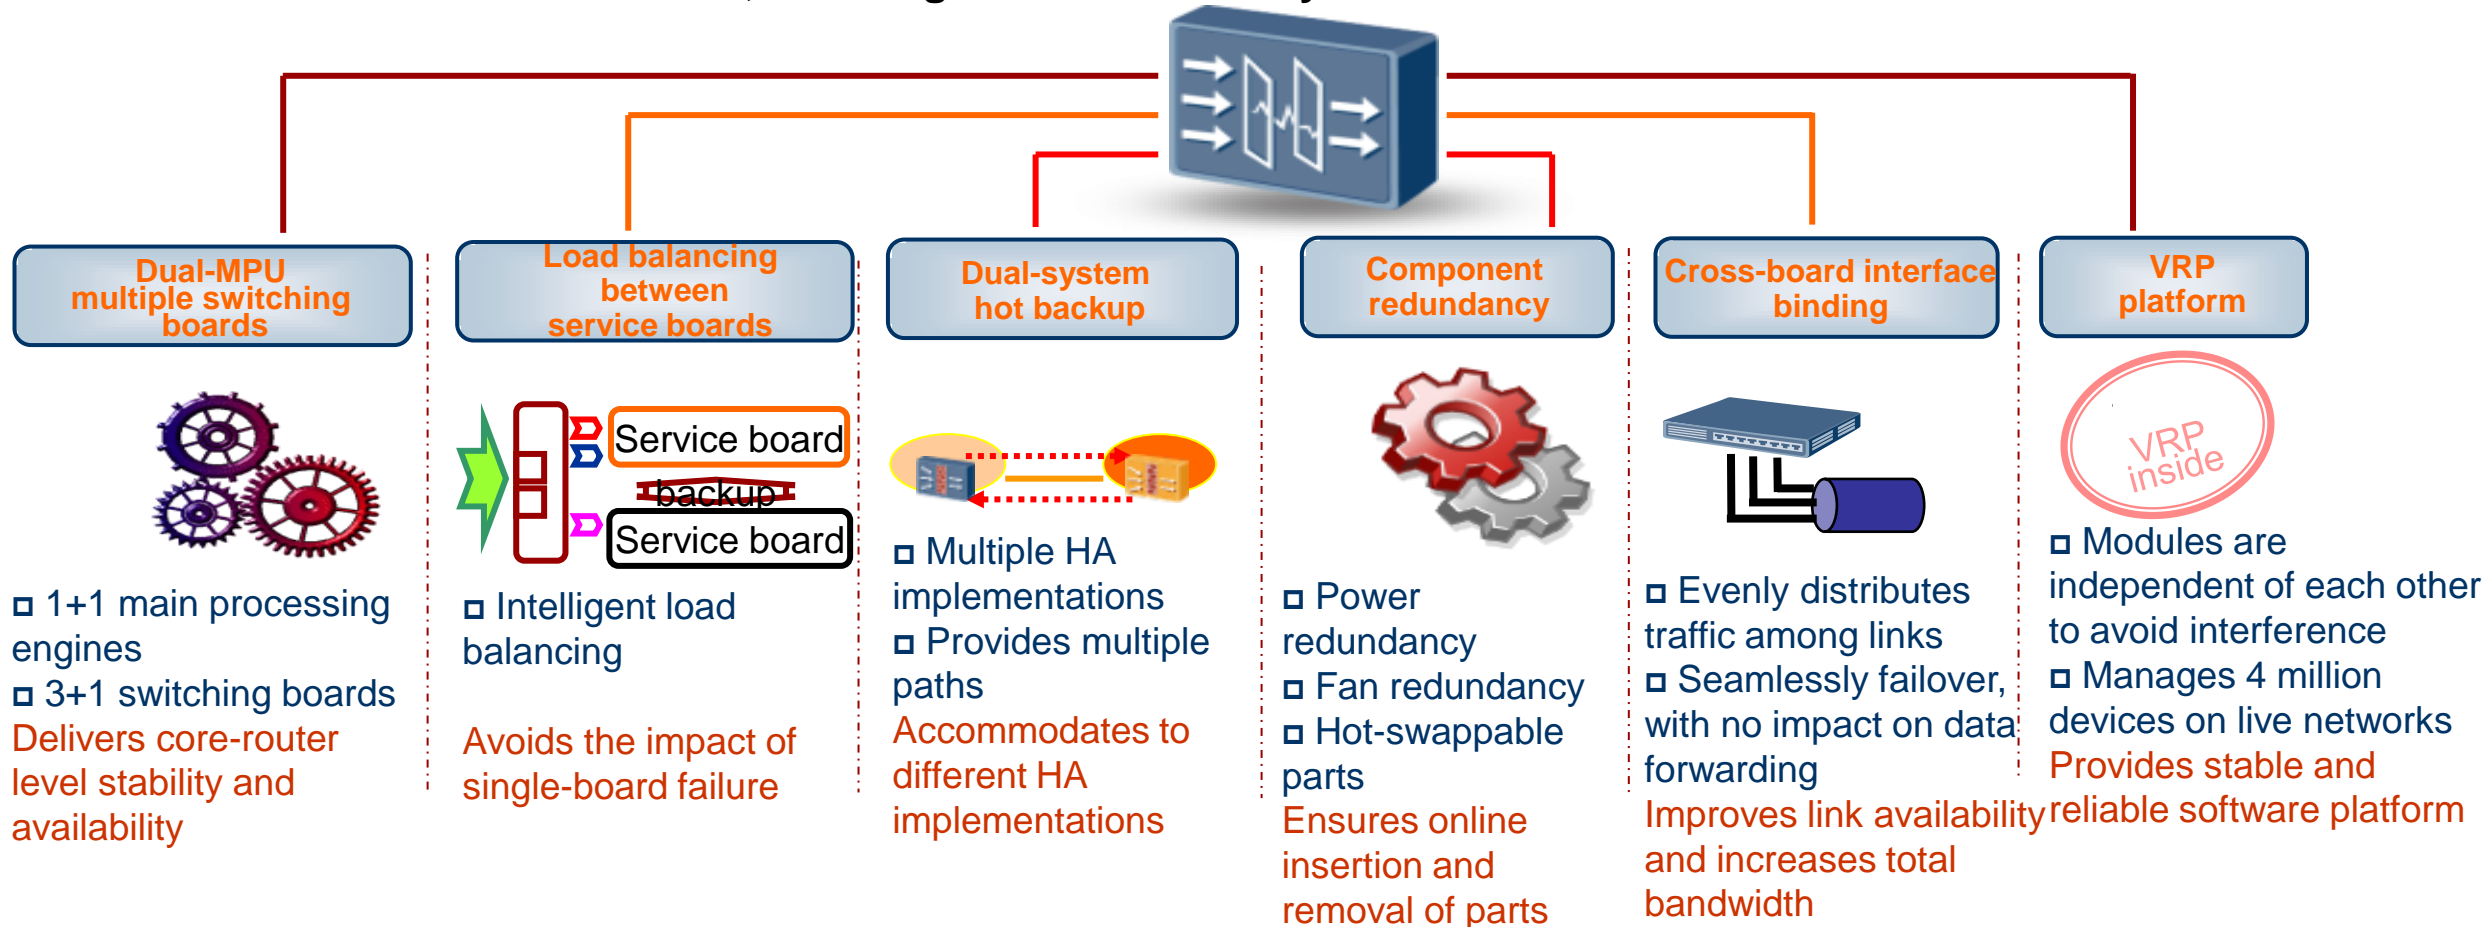 Dual-MPU
multiple switching
boards
Load balancing
between
service boards
Dual-system
hot backup
Component
redundancy
Cross-board interface
binding
VRP
platform
Service board
backup
Service board
VRP
inside
1+1 main processing
engines
3+1 switching boards
Delivers core-router
level stability and
availability
Intelligent load
balancing
Avoids the impact of
single-board failure
Multiple HA
implementations
Provides multiple
paths
Accommodates to
different HA
implementations
Power
redundancy
Fan redundancy
Hot-swappable
parts
Ensures online
insertion and
removal of parts
Evenly distributes
traffic among links
Seamlessly failover,
with no impact on data
forwarding
Improves link availability
and increases total
bandwidth
Modules are
independent of each other
to avoid interference
Manages 4 million
devices on live networks
Provides stable and
reliable software platform